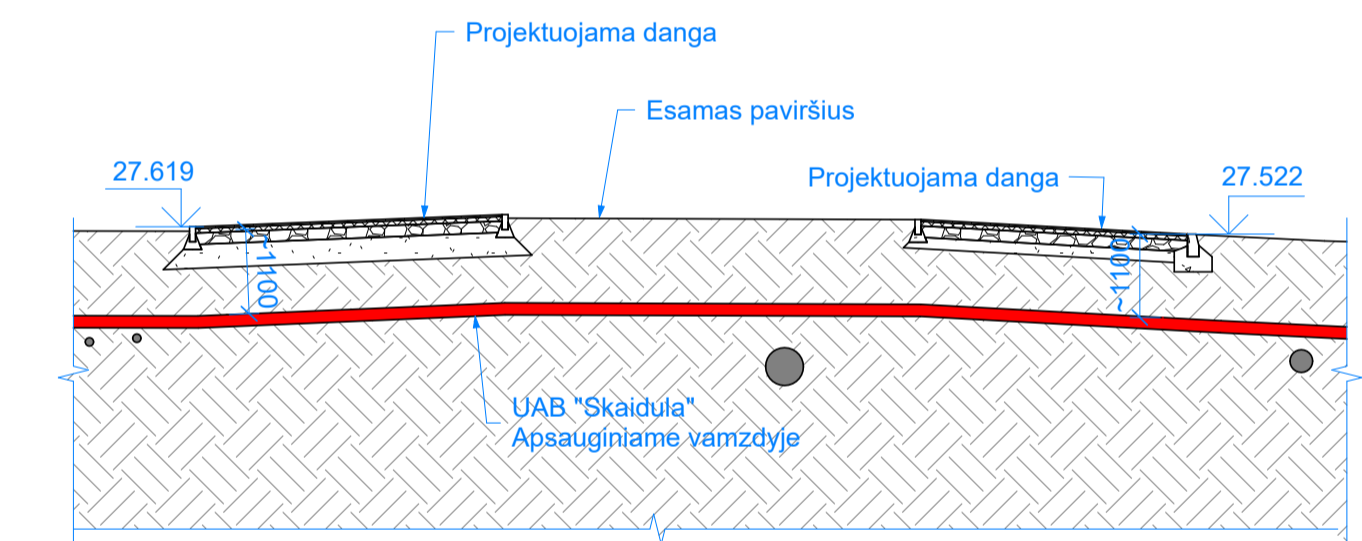 Projektuojama danga
Esamas paviršius
27.619
Projektuojama danga
27.522
~1100
~1100
UAB "Skaidula"
Apsauginiame vamzdyje